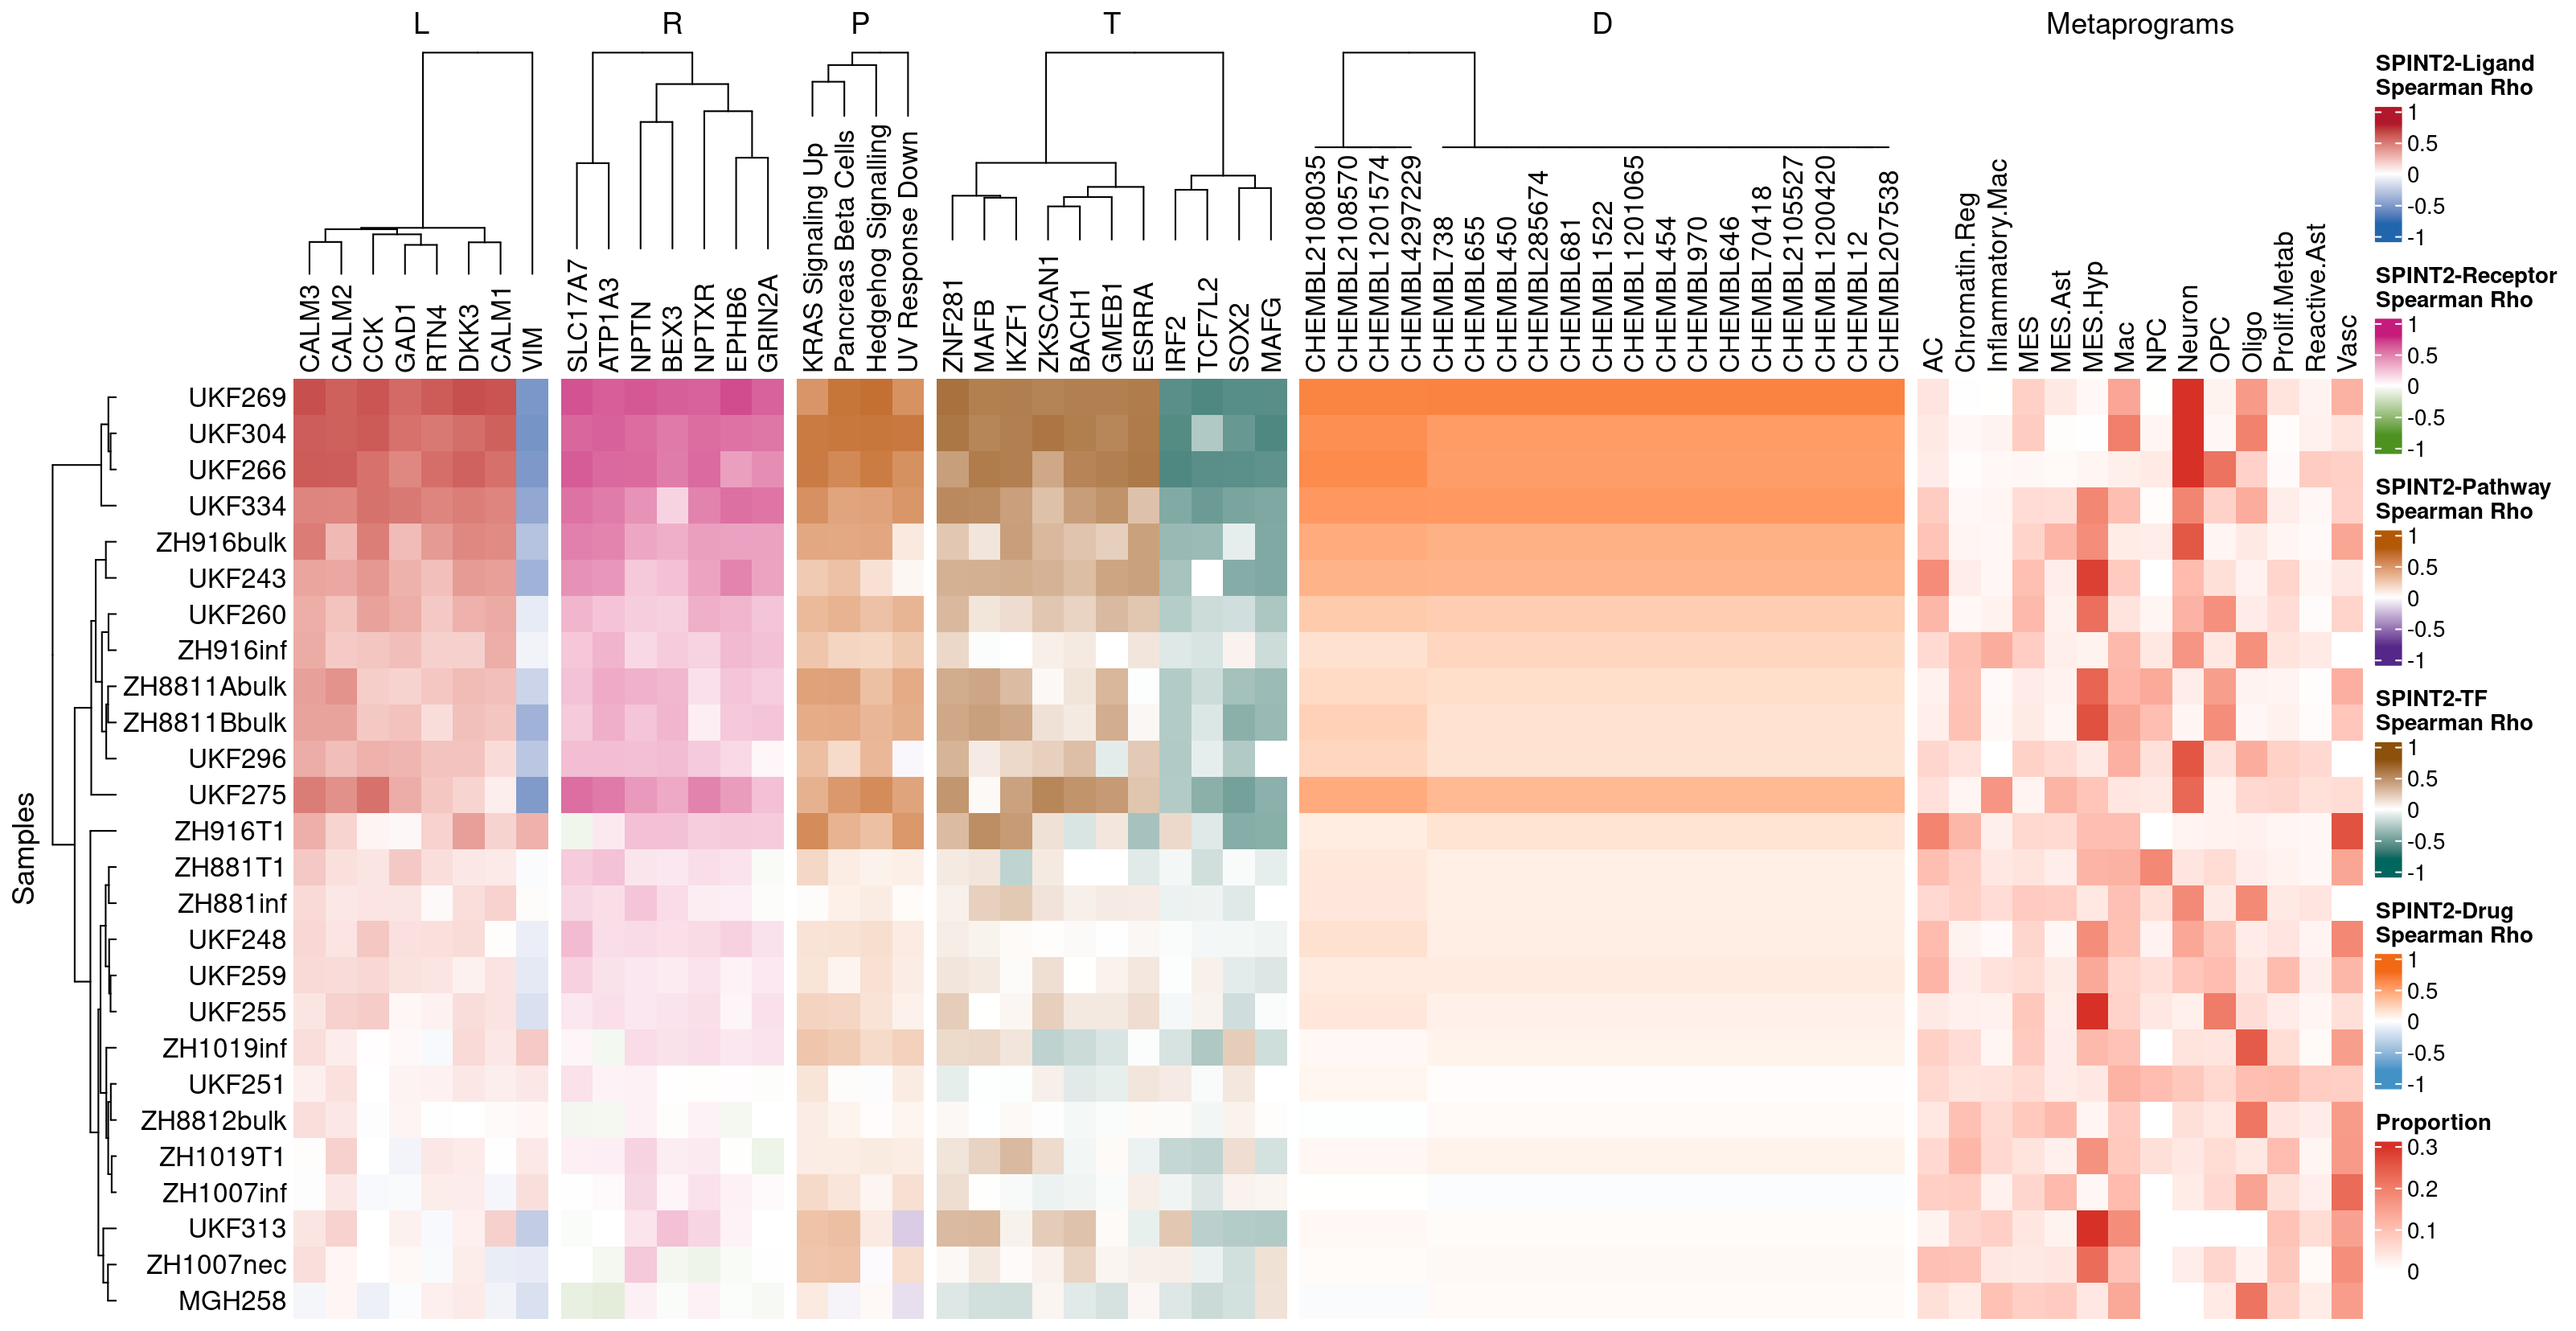 L R P T D Metaprograms
CALM3
CALM2
CCK
GAD1
RTN4
DKK3
CALM1
VIM
SLC17A7
ATP1A3
NPTN
BEX3
NPTXR
EPHB6
GRIN2A
KRAS Signaling Up
Pancreas Beta Cells
Hedgehog Signalling
UV Response Down
ZNF281
MAFB
IKZF1
ZKSCAN1
BACH1
GMEB1
ESRRA
IRF2
TCF7L2
SOX2
MAFG
CHEMBL2108035
CHEMBL2108570
CHEMBL1201574
CHEMBL4297229
CHEMBL738
CHEMBL655
CHEMBL450
CHEMBL285674
CHEMBL681
CHEMBL1522
CHEMBL1201065
CHEMBL454
CHEMBL970
CHEMBL646
CHEMBL70418
CHEMBL2105527
CHEMBL1200420
CHEMBL12
CHEMBL2075538
AC
Chromatin.Reg
Inflammatory.Mac
MES
MES.Ast
MES.Hyp
Mac
NPC
Neuron
OPC
Oligo
Prolif.Metab
Reactive.Ast
Vasc
Samples
UKF269
UKF304
UKF266
UKF334
ZH916bulk
UKF243
UKF260
ZH916inf
ZH8811Abulk
ZH8811Bbulk
UKF296
UKF275
ZH916T1
ZH881T1
ZH881inf
UKF248
UKF259
UKF255
ZH1019inf
UKF251
ZH8812bulk
ZH1019T1
ZH1007inf
UKF313
ZH1007nec
MGH258
SPINT2-Ligand
Spearman Rho
1
0.5
0
-0.5
-1
SPINT2-Receptor
Spearman Rho
1
0.5
0
-0.5
-1
SPINT2-Pathway
Spearman Rho
1
0.5
0
-0.5
-1
SPINT2-TF
Spearman Rho
1
0.5
0
-0.5
-1
SPINT2-Drug
Spearman Rho
1
0.5
0
-0.5
-1
Proportion
0.3
0.2
0.1
0